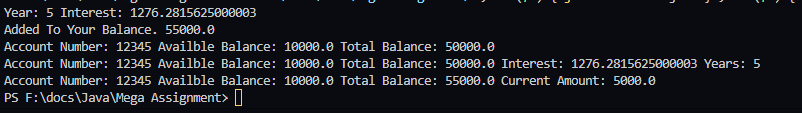 Year: 5 Interest: 1276.2815625000003
Added To Your Balance. 55000.0
Account Number: 12345 Availble Balance: 10000.0 Total Balance: 50000.0
Account Number: 12345 Availble Balance: 10000.0 Total Balance: 50000.0 Interest: 1276.2815625000003 Years: 5
Account Number: 12345 Availble Balance: 10000.0 Total Balance: 55000.0 Current Amount: 5000.0
PS F:\docs\Java\Mega Assignment>